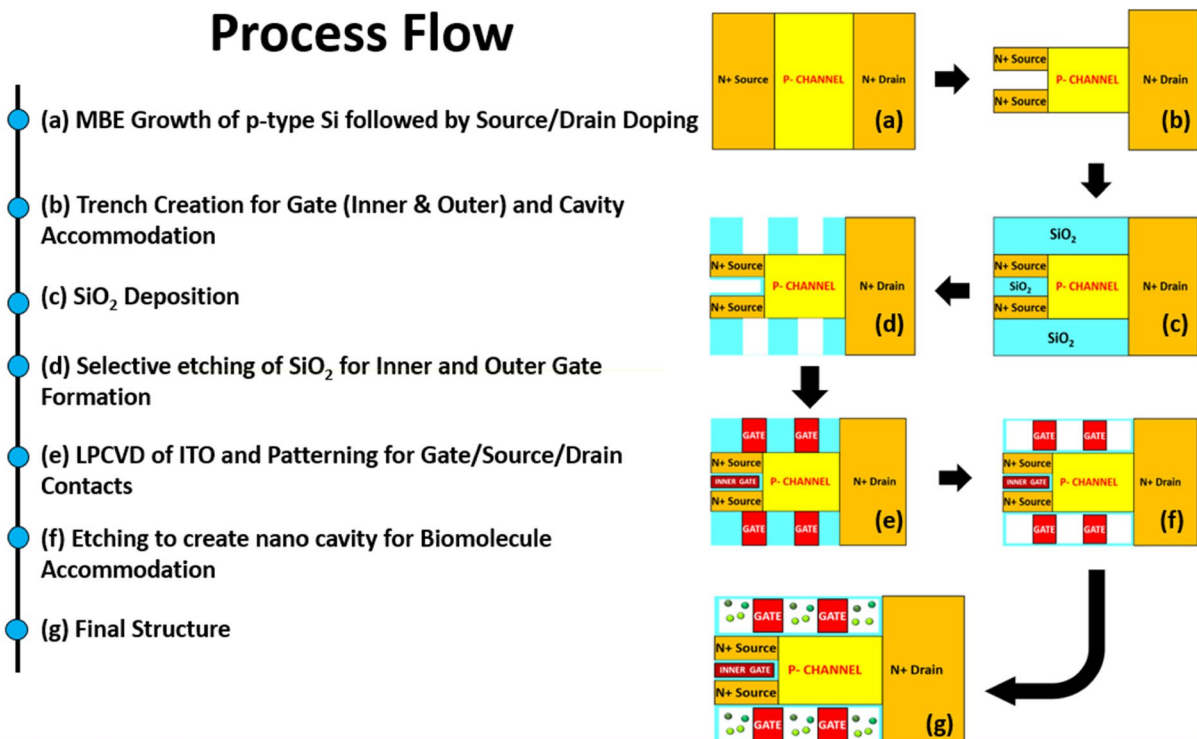 Process Flow
(a) MBE Growth of p-type Si followed by Source/Drain Doping
(b) Trench Creation for Gate (Inner & Outer) and Cavity
Accommodation
(c) SiO₂ Deposition
(d) Selective etching of SiO₂ for Inner and Outer Gate
Formation
(e) LPCVD of ITO and Patterning for Gate/Source/Drain
Contacts
(f) Etching to create nano cavity for Biomolecule
Accommodation
(g) Final Structure
N+ Source P- CHANNEL N+ Drain
(a)
N+ Source
P- CHANNEL N+ Drain
N+ Source
(b)
SiO₂
N+ Source
SiO₂ P- CHANNEL N+ Drain
N+ Source
SiO₂
(c)
N+ Source
P- CHANNEL N+ Drain
N+ Source
(d)
GATE GATE
N+ Source
INNER GATE P- CHANNEL N+ Drain
N+ Source
GATE GATE
(e)
GATE GATE
N+ Source
INNER GATE P- CHANNEL N+ Drain
N+ Source
GATE GATE
(f)
GATE GATE
N+ Source
INNER GATE P- CHANNEL N+ Drain
N+ Source
GATE GATE
(g)